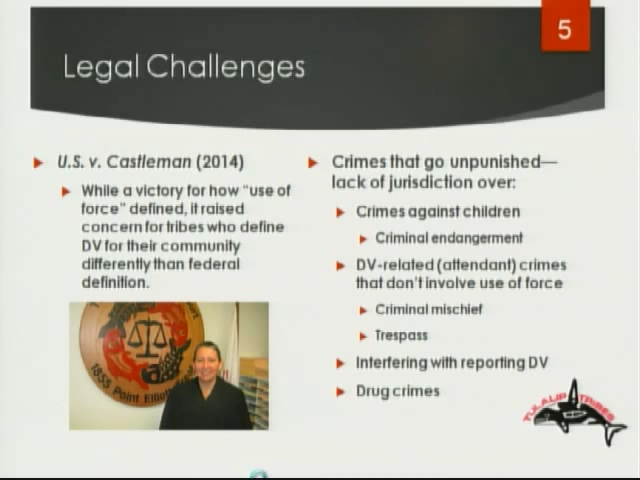 5
Legal Challenges
U.S. v. Castleman (2014)
While a victory for how "use of
force" defined, it raised
concern for tribes who define
DV for their community
differently than federal
definition.
1855 Point Elliott
Crimes that go unpunished—
lack of jurisdiction over:
Crimes against children
Criminal endangerment
DV-related (attendant) crimes
that don't involve use of force
Criminal mischief
Trespass
Interfering with reporting DV
Drug crimes
TULALIP TRIBES